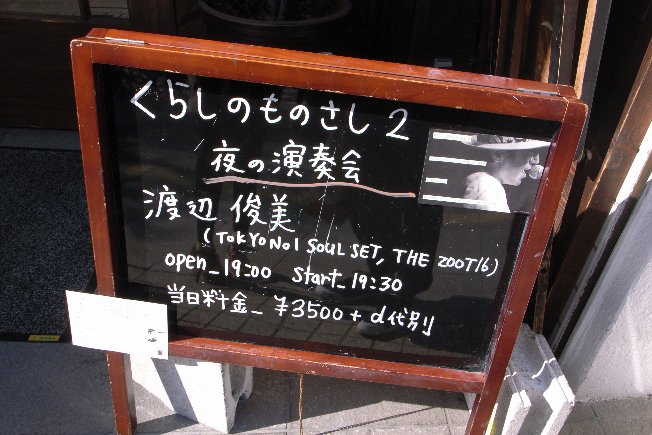 くらしのものさし2
夜の演奏会
渡辺 俊美
(TOKYO No1 SOUL SET, THE ZOOT16)
open_19:00 start_19:30
当日料金_ ¥3500+d代別